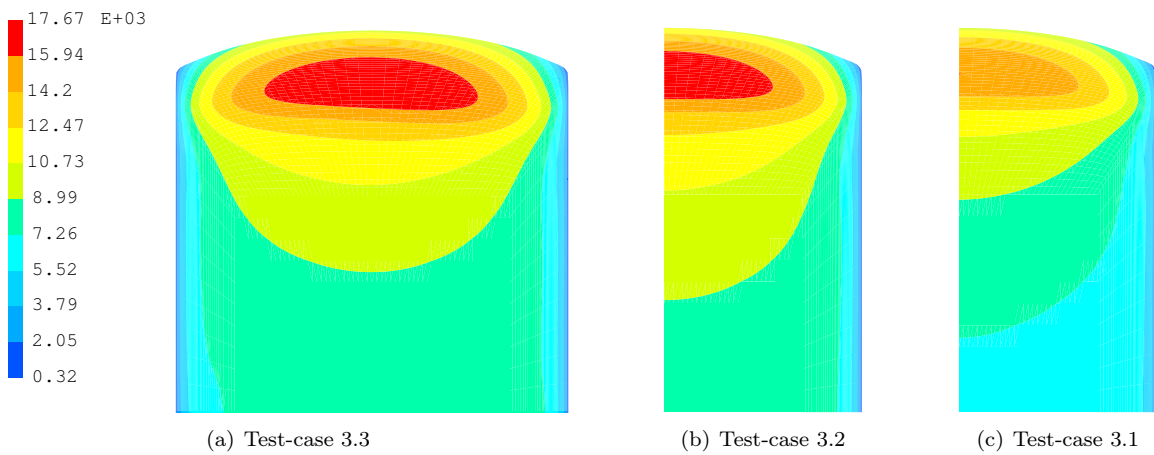 17.67 E+03
15.94
14.2
12.47
10.73
8.99
7.26
5.52
3.79
2.05
0.32
(a) Test-case 3.3
(b) Test-case 3.2
(c) Test-case 3.1